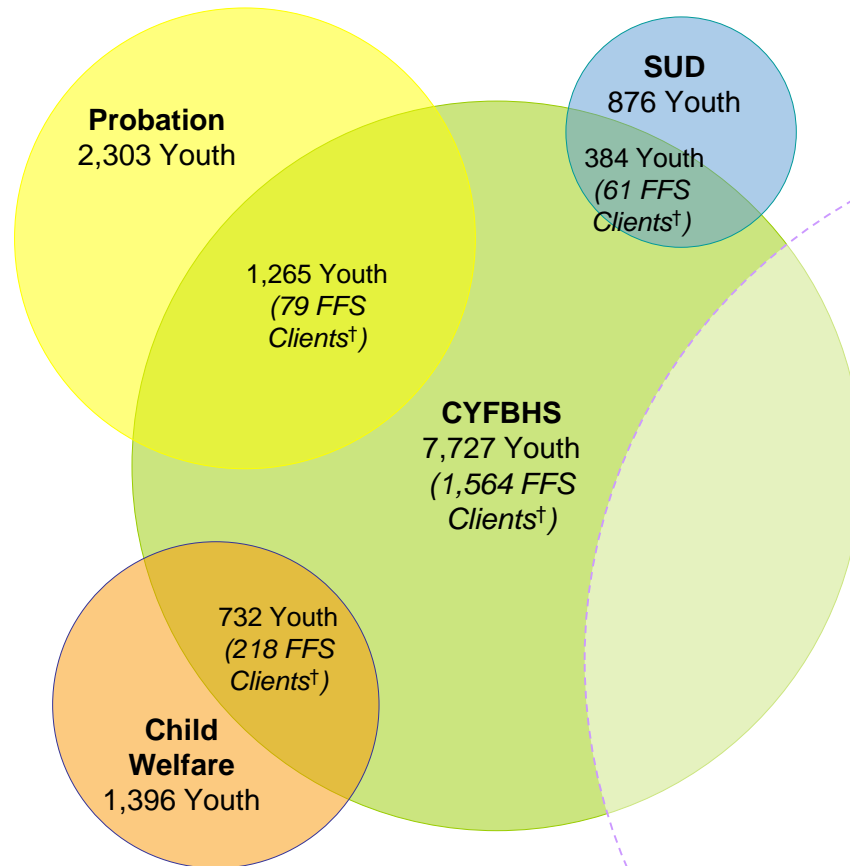 Probation
2,303 Youth
SUD
876 Youth
384 Youth
(61 FFS
Clients†)
1,265 Youth
(79 FFS
Clients†)
CYFBHS
7,727 Youth
(1,564 FFS
Clients†)
732 Youth
(218 FFS
Clients†)
Child
Welfare
1,396 Youth